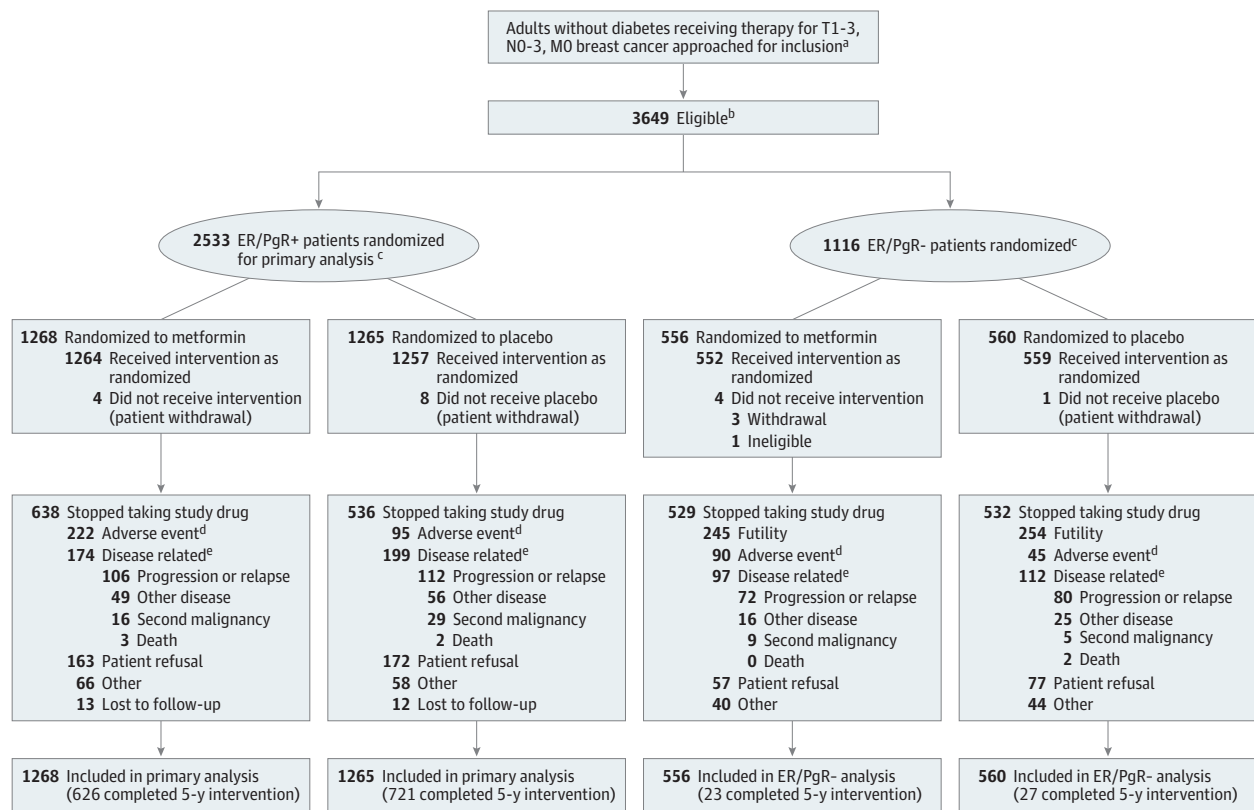 Adults without diabetes receiving therapy for T1-3,
N0-3, M0 breast cancer approached for inclusiona
3649 Eligibleb
2533 ER/PgR+ patients randomized
for primary analysis c
1116 ER/PgR- patients randomizedc
1268 Randomized to metformin
1264 Received intervention as
randomized
4 Did not receive intervention
(patient withdrawal)
1265 Randomized to placebo
1257 Received intervention as
randomized
8 Did not receive placebo
(patient withdrawal)
556 Randomized to metformin
552 Received intervention as
randomized
4 Did not receive intervention
3 Withdrawal
1 Ineligible
560 Randomized to placebo
559 Received intervention as
randomized
1 Did not receive placebo
(patient withdrawal)
638 Stopped taking study drug
222 Adverse eventd
174 Disease relatede
106 Progression or relapse
49 Other disease
16 Second malignancy
3 Death
163 Patient refusal
66 Other
13 Lost to follow-up
536 Stopped taking study drug
95 Adverse eventd
199 Disease relatede
112 Progression or relapse
56 Other disease
29 Second malignancy
2 Death
172 Patient refusal
58 Other
12 Lost to follow-up
529 Stopped taking study drug
245 Futility
90 Adverse eventd
97 Disease relatede
72 Progression or relapse
16 Other disease
9 Second malignancy
0 Death
57 Patient refusal
40 Other
532 Stopped taking study drug
254 Futility
45 Adverse eventd
112 Disease relatede
80 Progression or relapse
25 Other disease
5 Second malignancy
2 Death
77 Patient refusal
44 Other
1268 Included in primary analysis
(626 completed 5-y intervention)
1265 Included in primary analysis
(721 completed 5-y intervention)
556 Included in ER/PgR- analysis
(23 completed 5-y intervention)
560 Included in ER/PgR- analysis
(27 completed 5-y intervention)